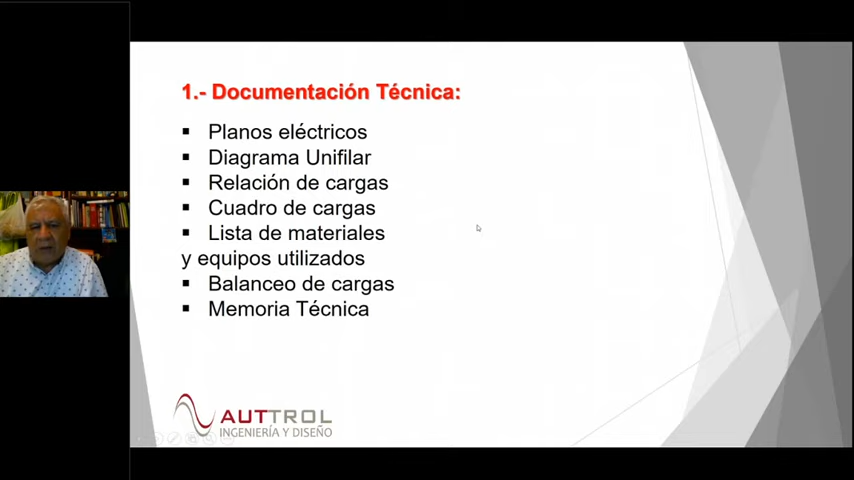 1.- Documentación Técnica:
▪ Planos eléctricos
▪ Diagrama Unifilar
▪ Relación de cargas
▪ Cuadro de cargas
▪ Lista de materiales
y equipos utilizados
▪ Balanceo de cargas
▪ Memoria Técnica
AUTTROL
INGENIERÍA Y DISEÑO